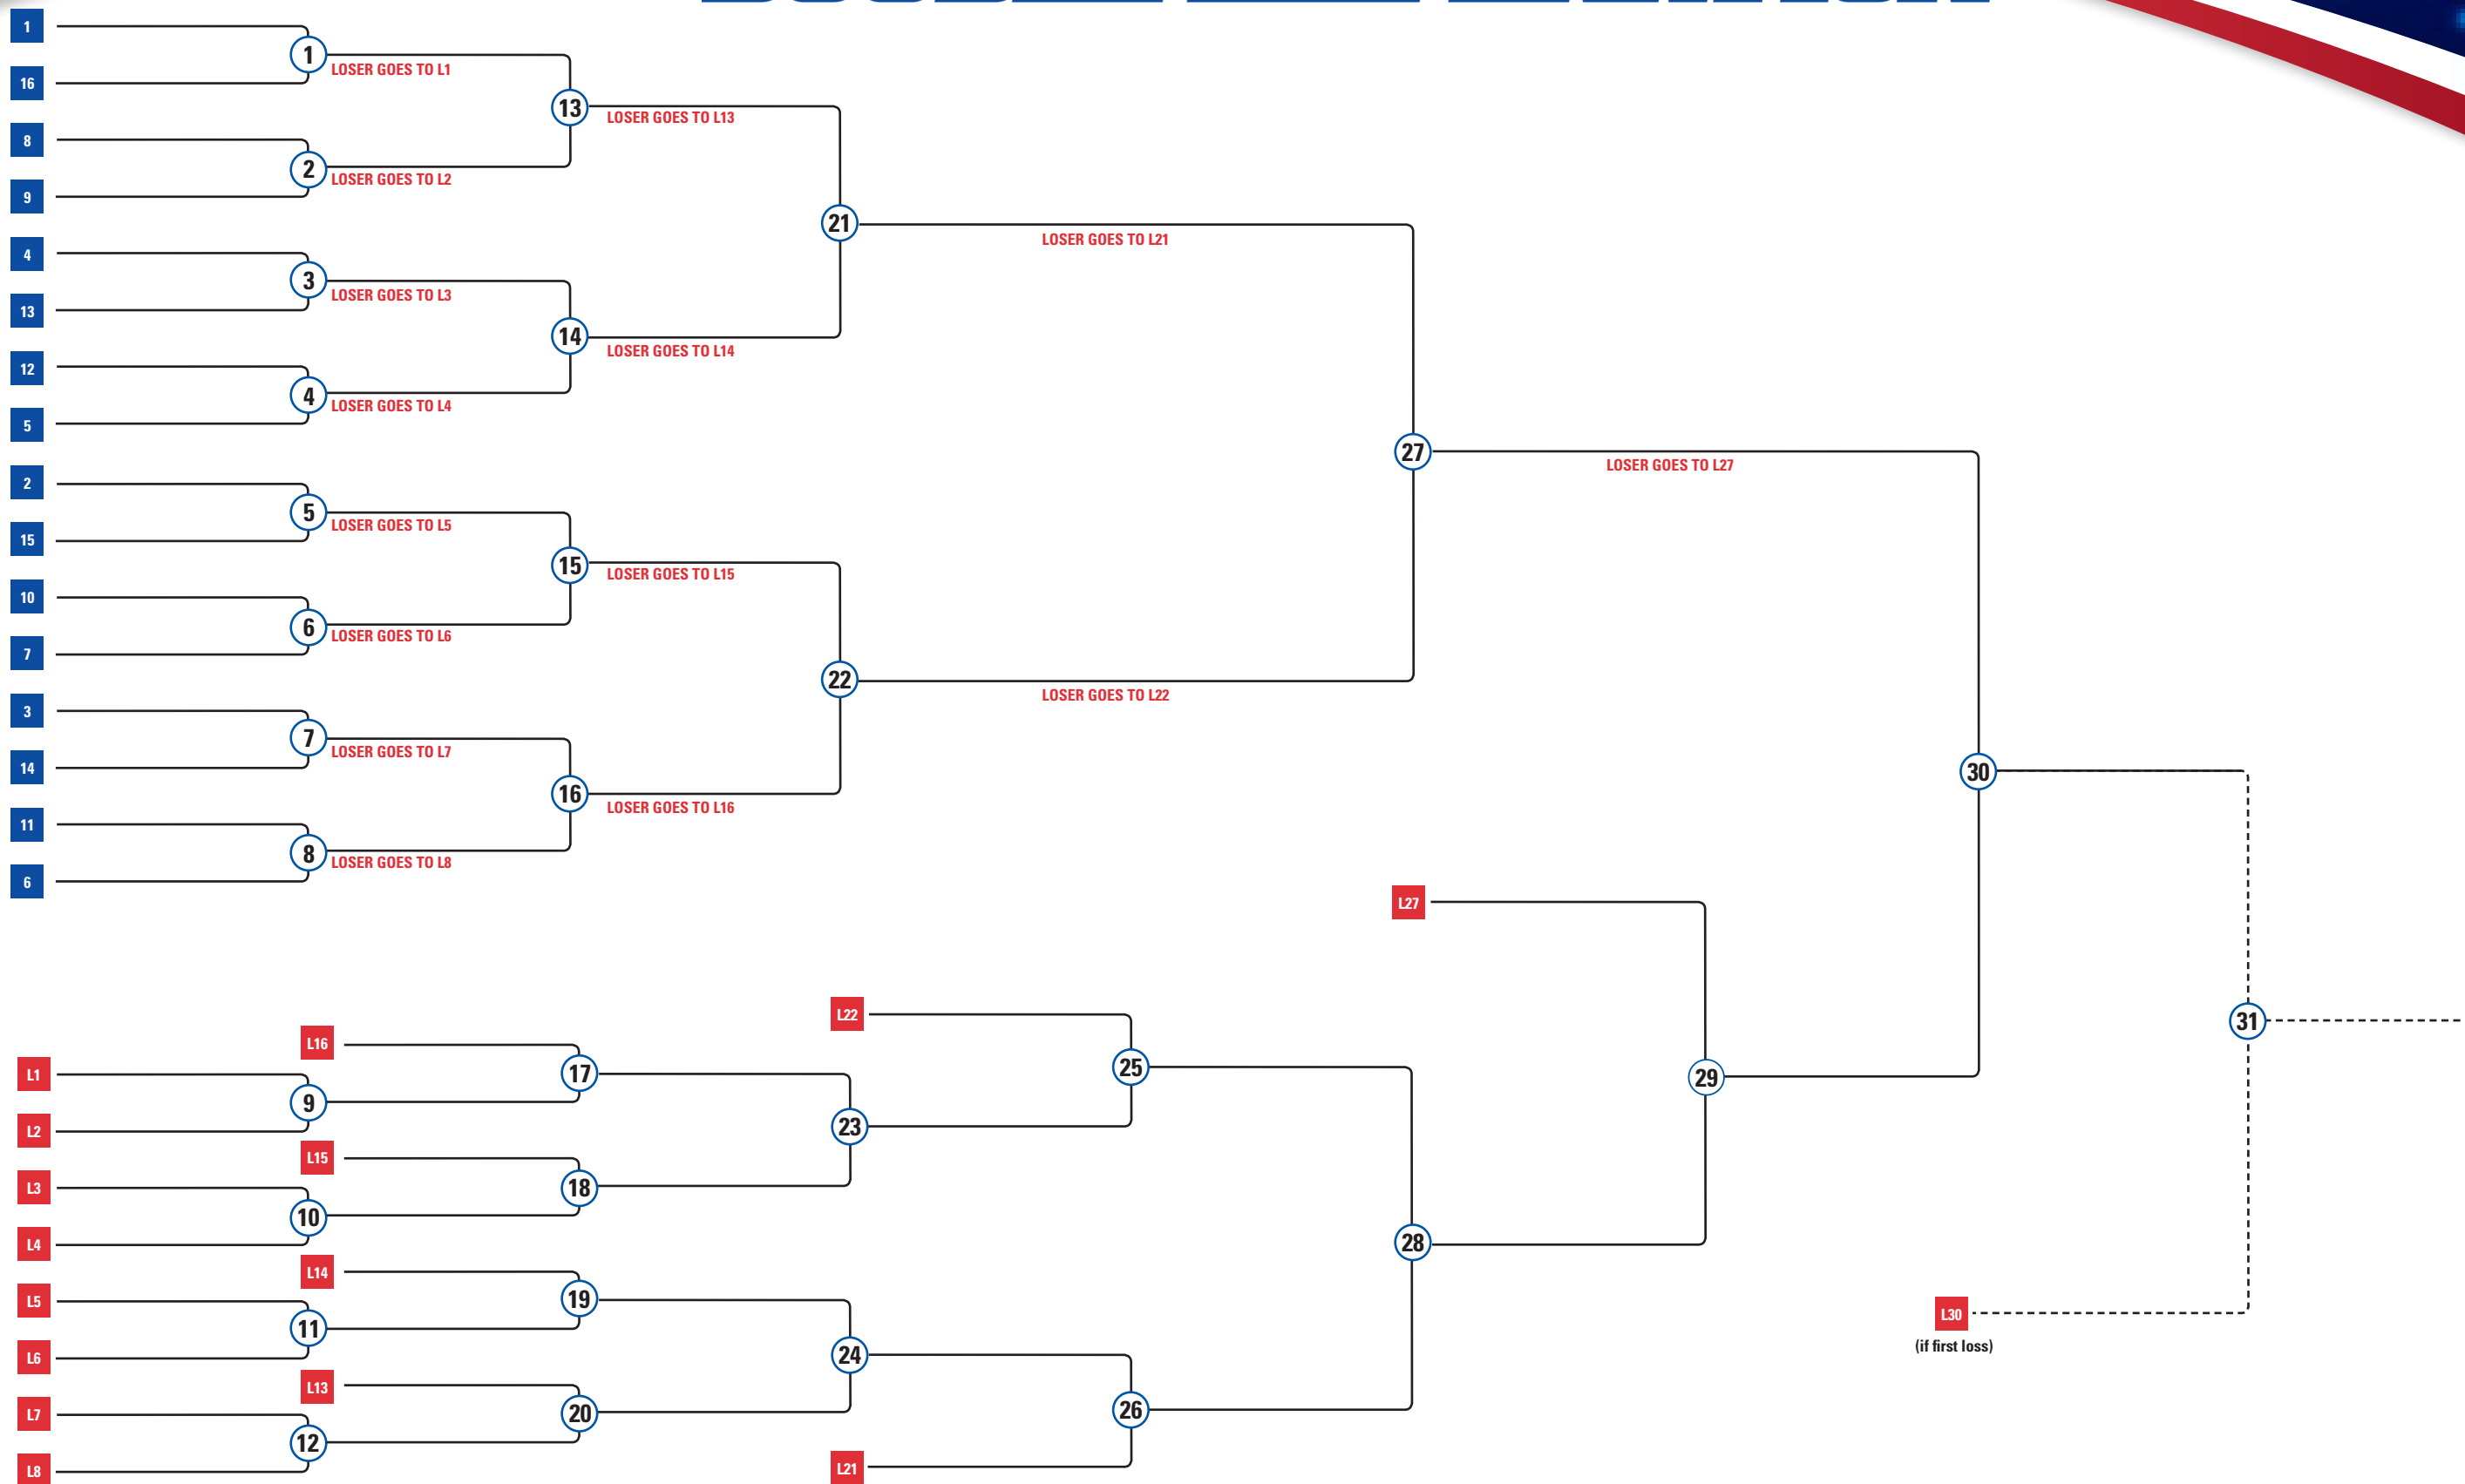 1
1
LOSER GOES TO L1
16
13
LOSER GOES TO L13
8
2
LOSER GOES TO L2
9
21
LOSER GOES TO L21
4
3
LOSER GOES TO L3
13
14
LOSER GOES TO L14
12
4
LOSER GOES TO L4
5
27
LOSER GOES TO L27
2
5
LOSER GOES TO L5
15
15
LOSER GOES TO L15
10
6
LOSER GOES TO L6
7
22
LOSER GOES TO L22
3
7
LOSER GOES TO L7
14
16
LOSER GOES TO L16
30
11
8
LOSER GOES TO L8
6
L27
L22
31
L16
L1
17
25
29
9
L2
23
L15
L3
18
10
L4
28
L14
L5
19
11
L30
(if first loss)
L6
24
L13
L7
20
26
12
L8
L21